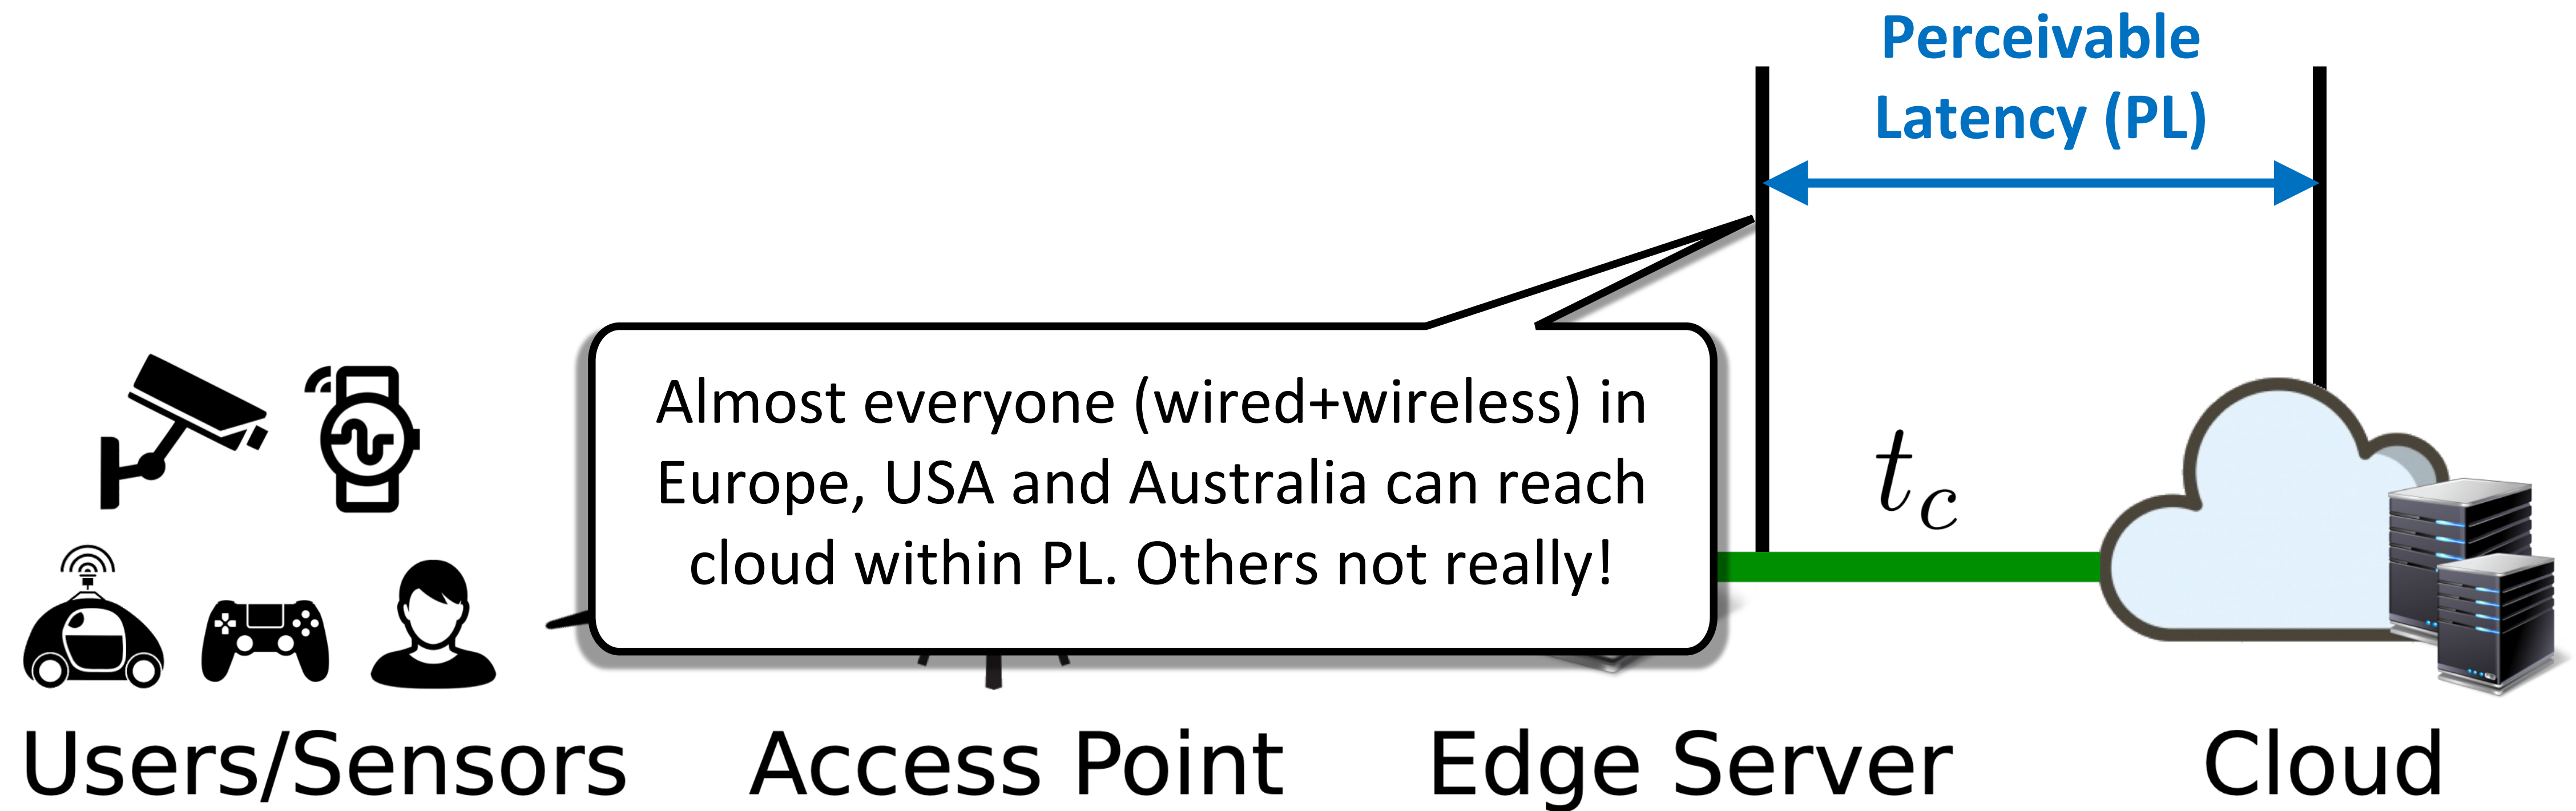 Perceivable
Latency (PL)
Almost everyone (wired+wireless) in
Europe, USA and Australia can reach
cloud within PL. Others not really!
t_c
Users/Sensors
Access Point
Edge Server
Cloud